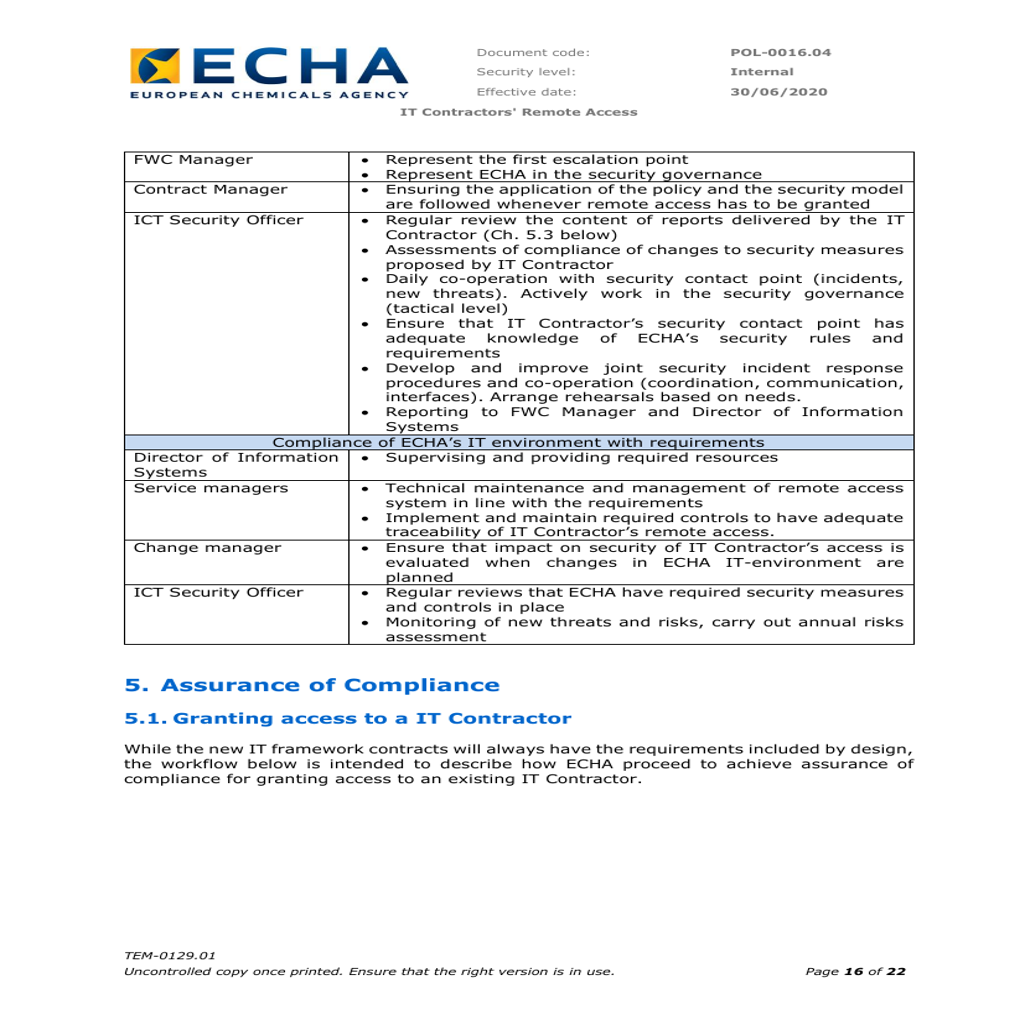 ECHA
EUROPEAN CHEMICALS AGENCY
Document code: POL-0016.04
Security level: Internal
Effective date: 30/06/2020
IT Contractors' Remote Access
FWC Manager
• Represent the first escalation point
• Represent ECHA in the security governance
Contract Manager
• Ensuring the application of the policy and the security model
are followed whenever remote access has to be granted
ICT Security Officer
• Regular review the content of reports delivered by the IT
Contractor (Ch. 5.3 below)
• Assessments of compliance of changes to security measures
proposed by IT Contractor
• Daily co-operation with security contact point (incidents,
new threats). Actively work in the security governance
(tactical level)
• Ensure that IT Contractor’s security contact point has
adequate knowledge of ECHA’s security rules and
requirements
• Develop and improve joint security incident response
procedures and co-operation (coordination, communication,
interfaces). Arrange rehearsals based on needs.
• Reporting to FWC Manager and Director of Information
Systems
Compliance of ECHA’s IT environment with requirements
Director of Information
Systems
• Supervising and providing required resources
Service managers
• Technical maintenance and management of remote access
system in line with the requirements
• Implement and maintain required controls to have adequate
traceability of IT Contractor’s remote access.
Change manager
• Ensure that impact on security of IT Contractor’s access is
evaluated when changes in ECHA IT-environment are
planned
ICT Security Officer
• Regular reviews that ECHA have required security measures
and controls in place
• Monitoring of new threats and risks, carry out annual risks
assessment
5. Assurance of Compliance
5.1. Granting access to a IT Contractor
While the new IT framework contracts will always have the requirements included by design,
the workflow below is intended to describe how ECHA proceed to achieve assurance of
compliance for granting access to an existing IT Contractor.
TEM-0129.01
Uncontrolled copy once printed. Ensure that the right version is in use. Page 16 of 22